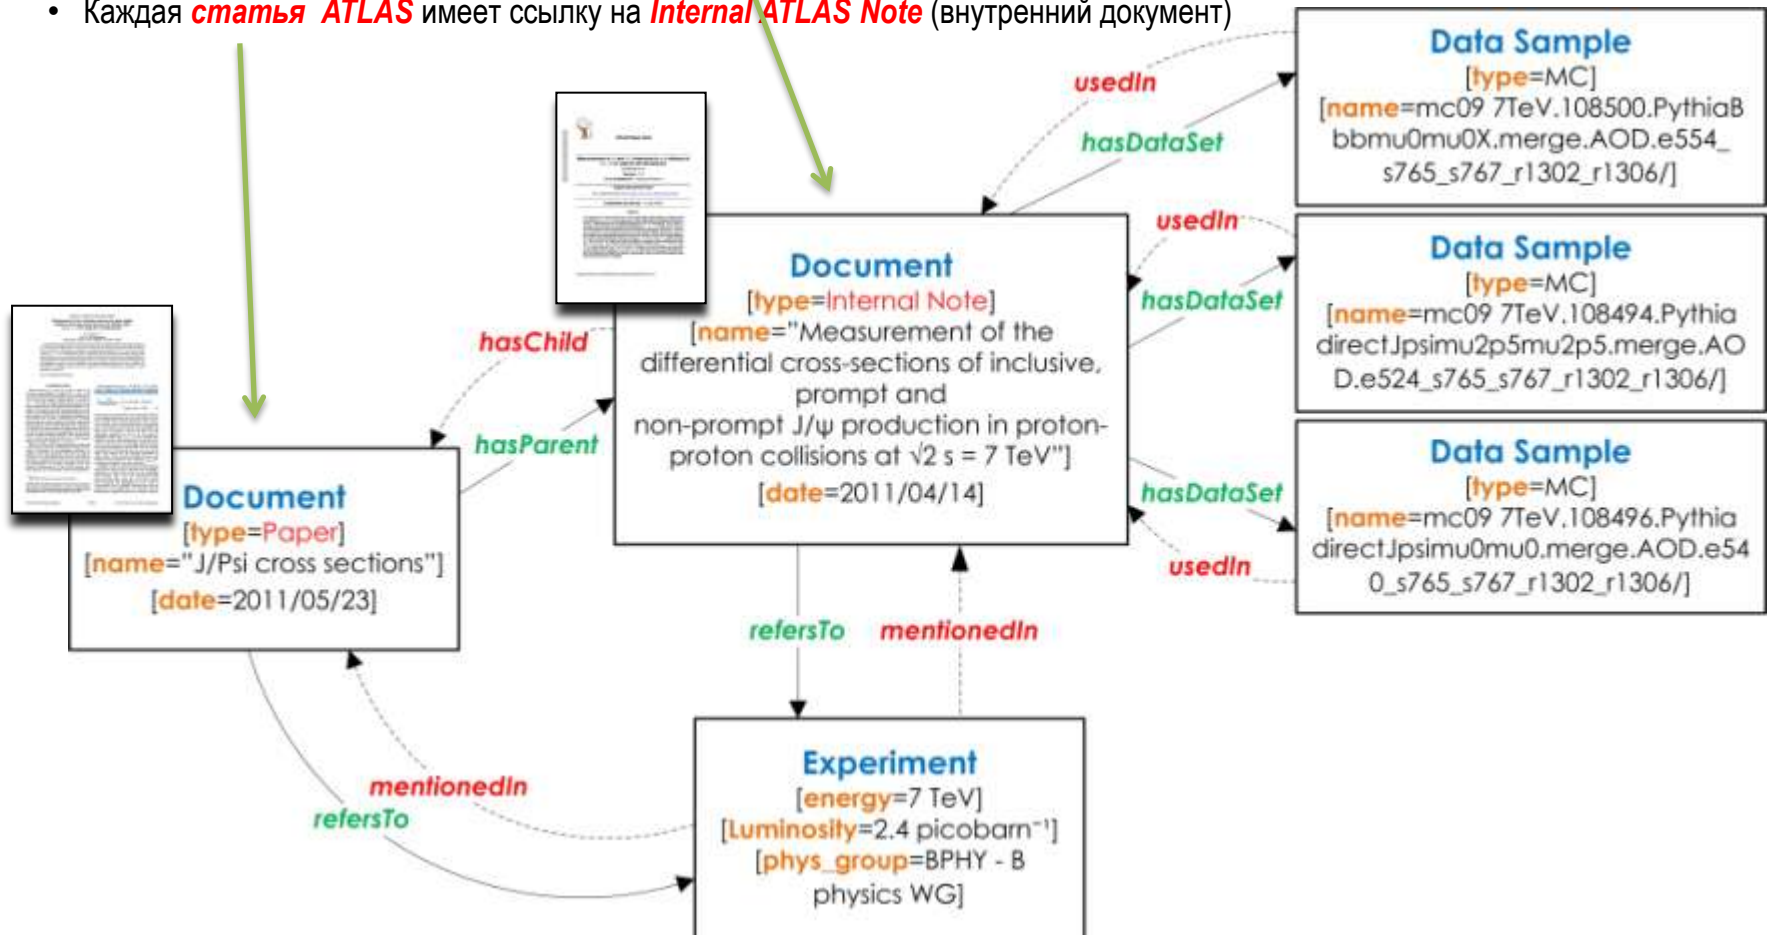 • Каждая статья ATLAS имеет ссылку на Internal ATLAS Note (внутренний документ)
Data Sample
[type=MC]
[name=mc09 7TeV.108500.PythiaB
bbmu0mu0X.merge.AOD.e554_
s765_s767_r1302_r1306/]
usedIn
hasDataSet
Data Sample
[type=MC]
[name=mc09 7TeV.108494.Pythia
directJpsimu2p5mu2p5.merge.AO
D.e524_s765_s767_r1302_r1306/]
usedIn
hasDataSet
Data Sample
[type=MC]
[name=mc09 7TeV.108496.Pythia
directJpsimu0mu0.merge.AOD.e54
0_s765_s767_r1302_r1306/]
hasDataSet
usedIn
Document
[type=Internal Note]
[name="Measurement of the
differential cross-sections of inclusive,
prompt and
non-prompt J/ψ production in proton-
proton collisions at √2 s = 7 TeV"]
[date=2011/04/14]
hasChild
hasParent
Document
[type=Paper]
[name="J/Psi cross sections"]
[date=2011/05/23]
refersTo
mentionedIn
mentionedIn
refersTo
Experiment
[energy=7 TeV]
[Luminosity=2.4 picobarn⁻¹]
[phys_group=BPHY - B
physics WG]